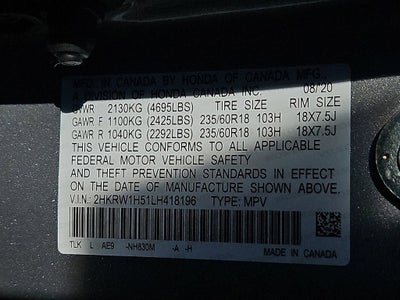 MFD. IN CANADA BY HONDA OF CANADA MFG.,
A DIVISION OF HONDA CANADA INC. 08/20
GVWR 2130KG (4695LBS) TIRE SIZE RIM SIZE
GAWR F 1100KG (2425LBS) 235/60R18 103H 18X7.5J
GAWR R 1040KG (2292LBS) 235/60R18 103H 18X7.5J
THIS VEHICLE CONFORMS TO ALL APPLICABLE
FEDERAL MOTOR VEHICLE SAFETY
AND THEFT PREVENTION STANDARDS IN EFFECT ON
THE DATE OF MANUFACTURE SHOWN ABOVE.
V.I.N.: 2HKRW1H51LH418196 TYPE: MPV
TLK L AE9 -NH830M -A -H MADE IN CANADA